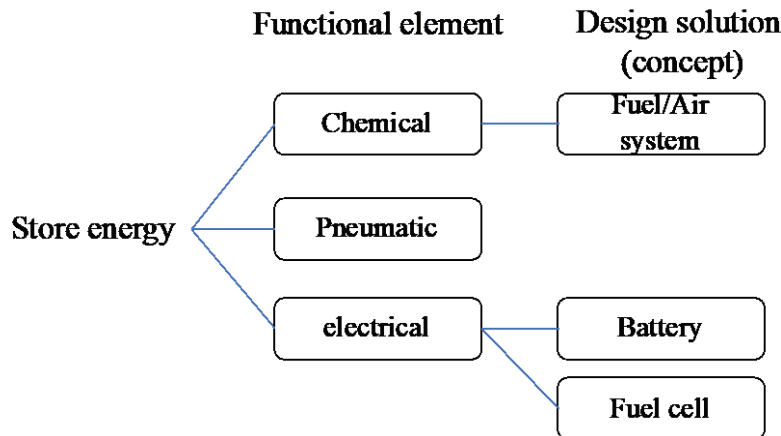 Functional element
Design solution
(concept)
Chemical
Fuel/Air
system
Store energy
Pneumatic
electrical
Battery
Fuel cell